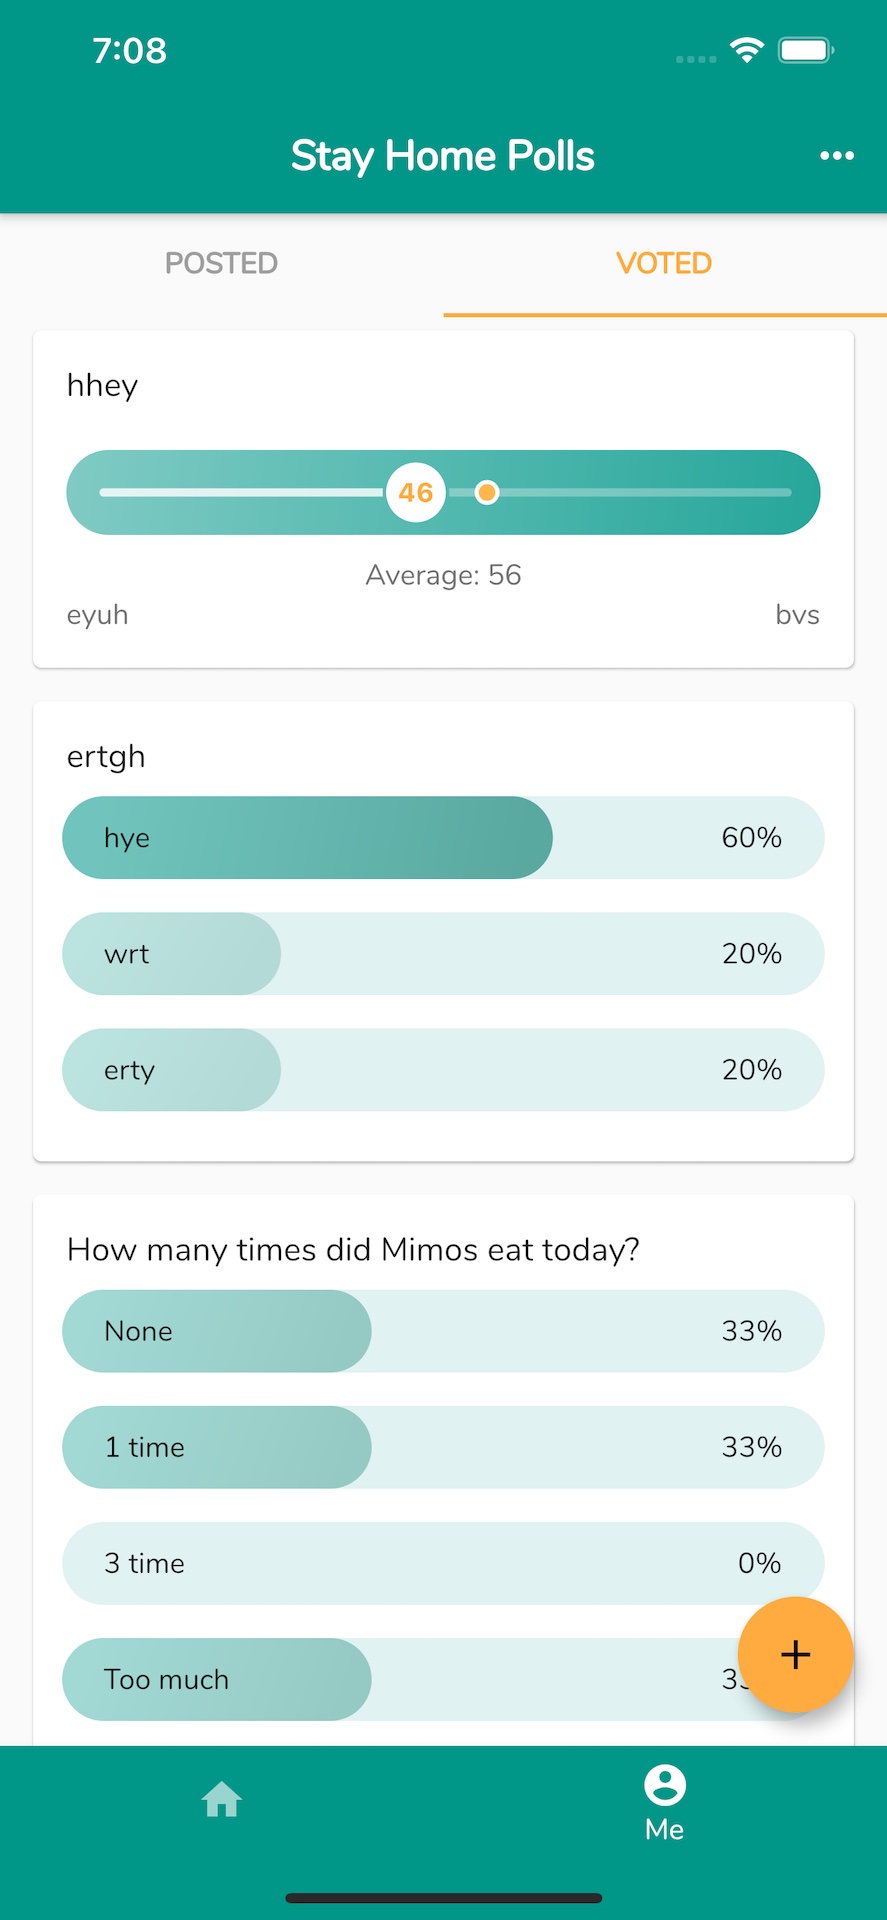 7:08
Stay Home Polls
POSTED VOTED
hhey
46
Average: 56
eyuh bvs
ertgh
hye 60%
wrt 20%
erty 20%
How many times did Mimos eat today?
None 33%
1 time 33%
3 time 0%
Too much
Me